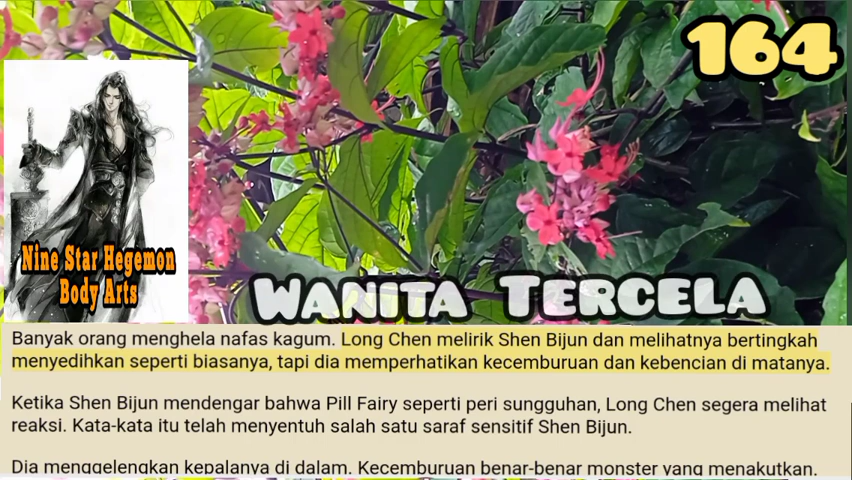 164
Nine Star Hegemon
Body Arts
WANITA TERCELA
Banyak orang menghela nafas kagum. Long Chen melirik Shen Bijun dan melihatnya bertingkah
menyedihkan seperti biasanya, tapi dia memperhatikan kecemburuan dan kebencian di matanya.
Ketika Shen Bijun mendengar bahwa Pill Fairy seperti peri sungguhan, Long Chen segera melihat
reaksi. Kata-kata itu telah menyentuh salah satu saraf sensitif Shen Bijun.
Dia menggelengkan kepalanya di dalam. Kecemburuan benar-benar monster yang menakutkan.